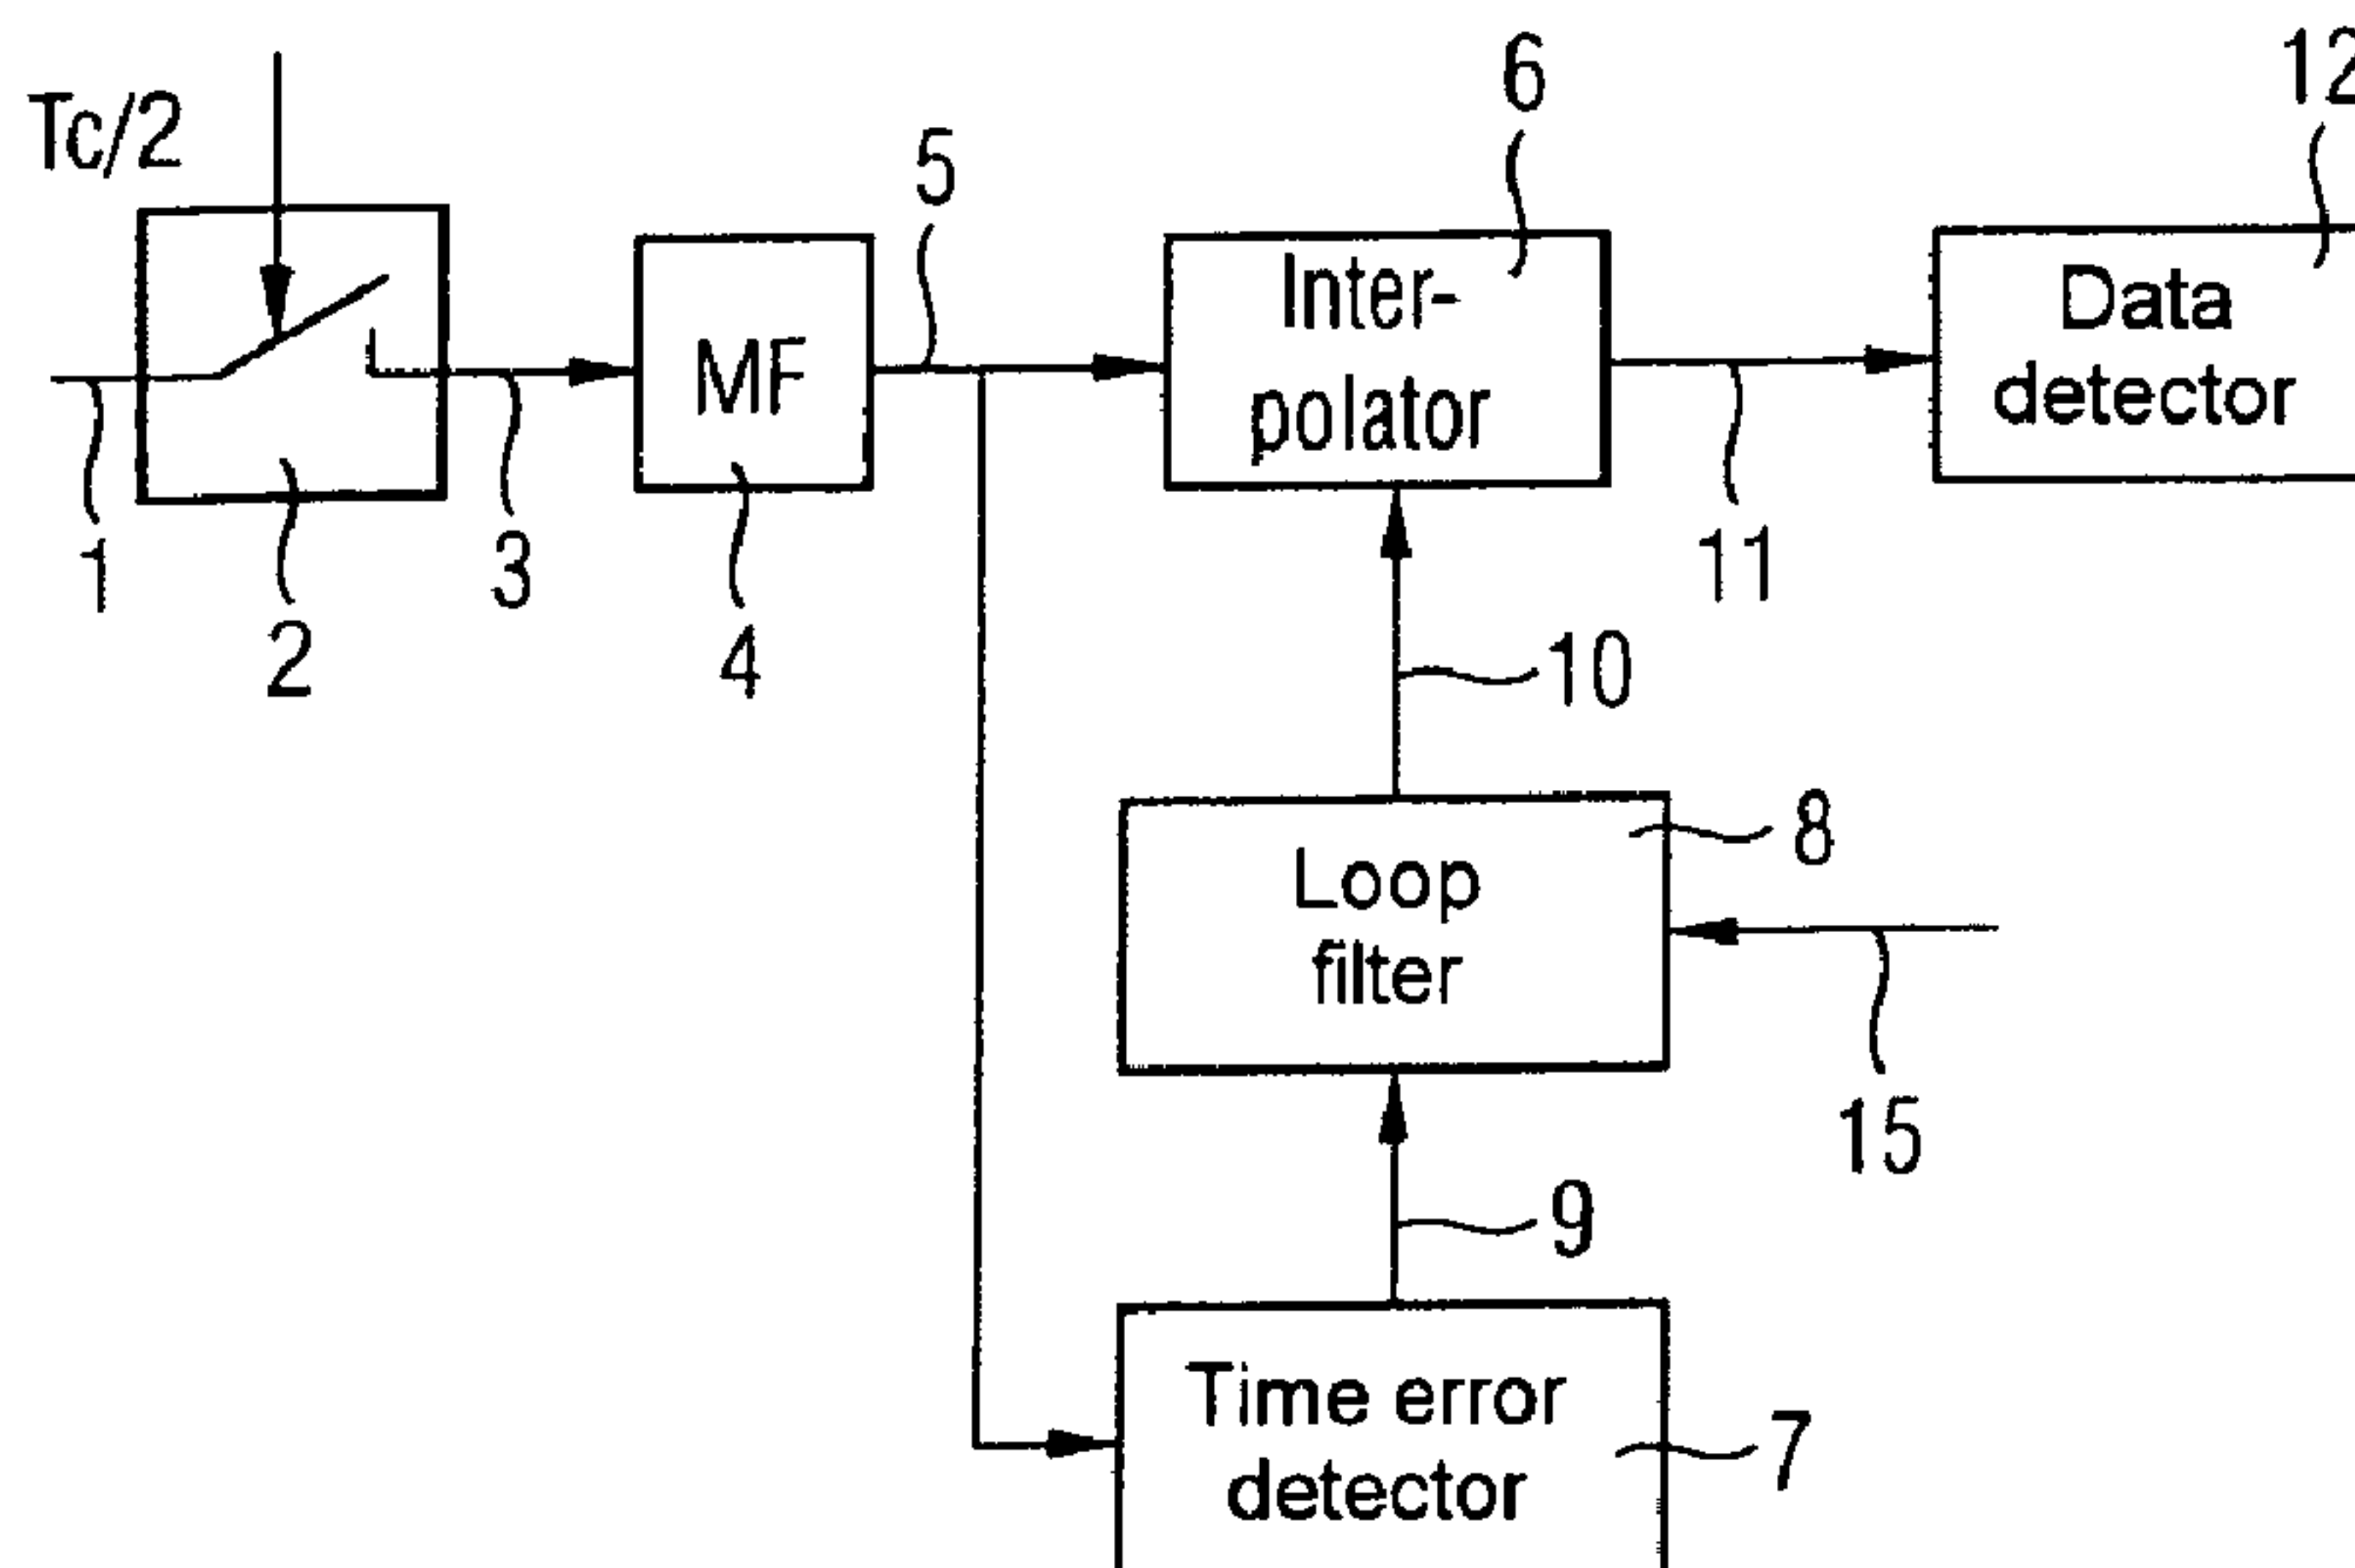 Tc/2
5
6
12
Inter-
polator
Data
detector
MF
1
2
3
4
11
10
8
Loop
filter
15
9
Time error
detector
7